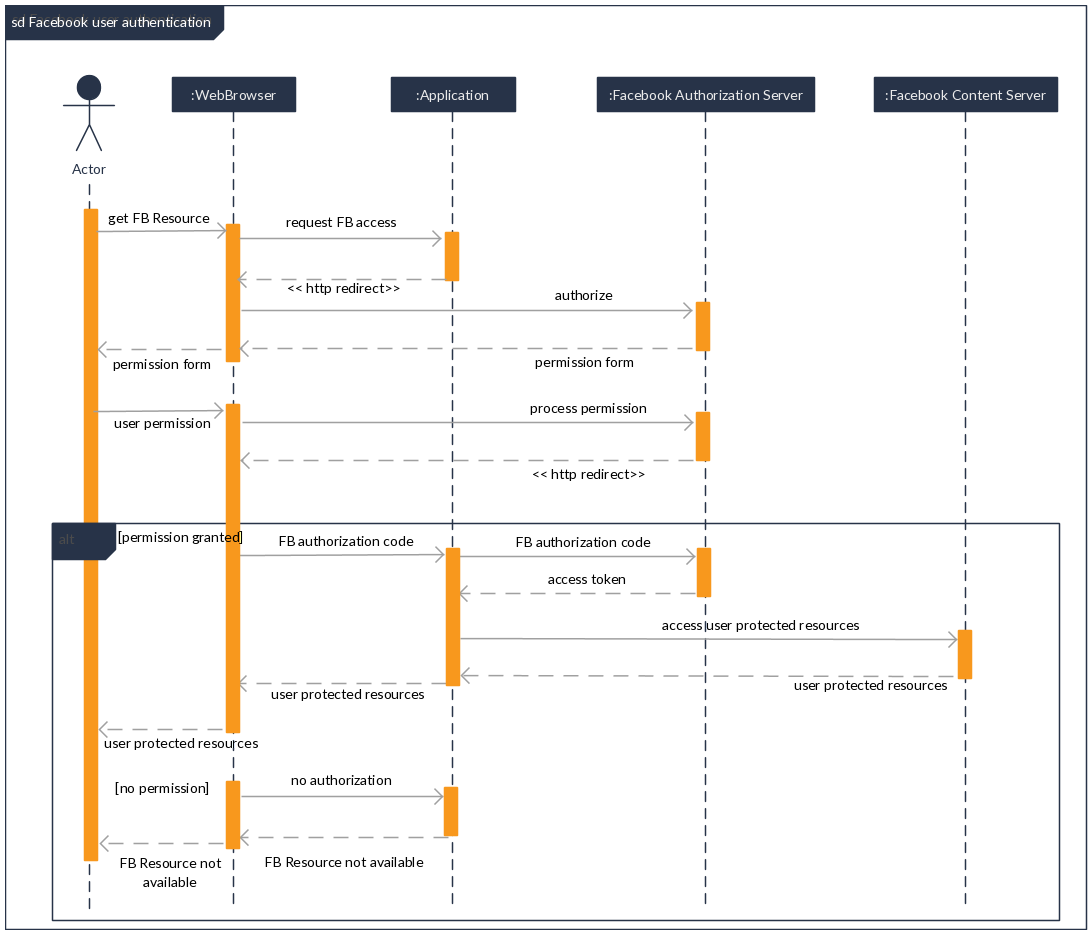 sd Facebook user authentication
:WebBrowser
:Application
:Facebook Authorization Server
:Facebook Content Server
Actor
get FB Resource
request FB access
<< http redirect>>
authorize
permission form
permission form
user permission
process permission
<< http redirect>>
alt
[permission granted]
FB authorization code
FB authorization code
access token
access user protected resources
user protected resources
user protected resources
user protected resources
[no permission]
no authorization
FB Resource not
available
FB Resource not available